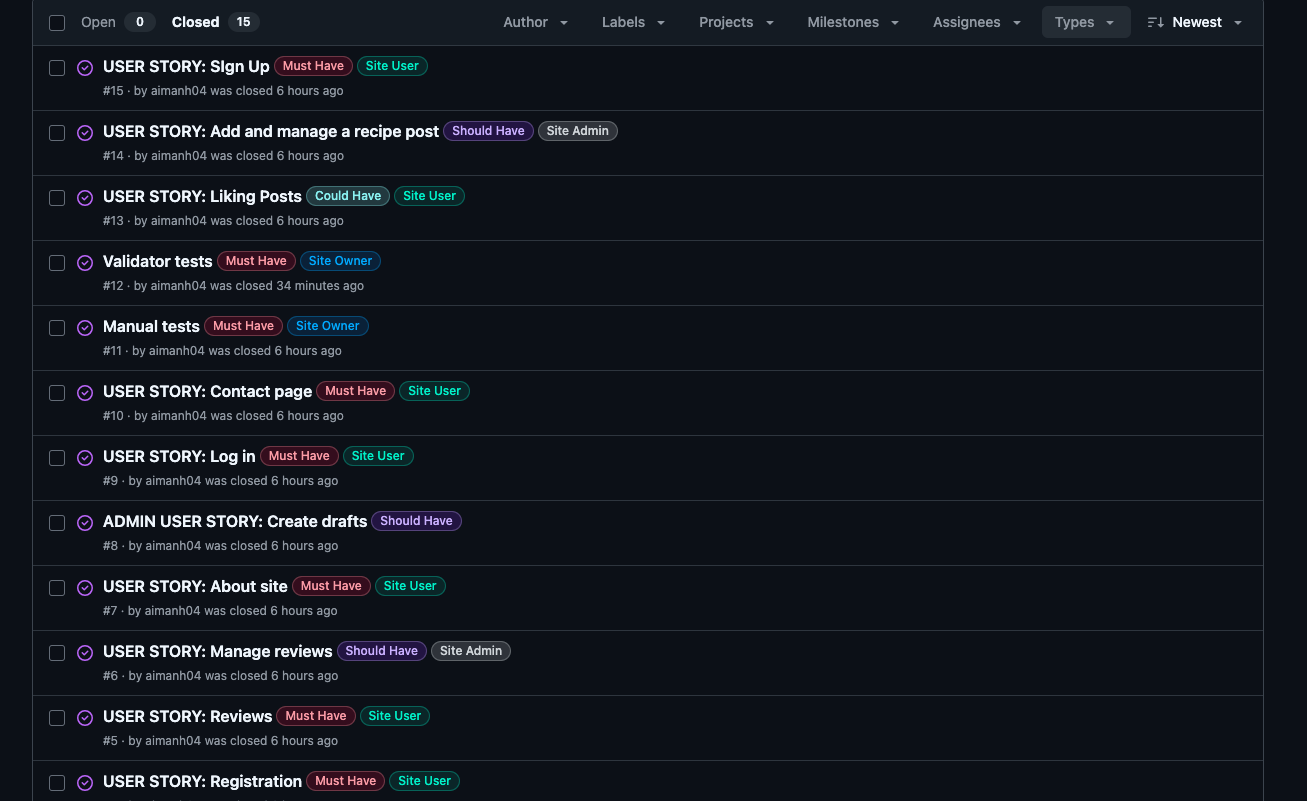 Open 0 Closed 15 Author Labels Projects Milestones Assignees Types Newest
USER STORY: SIgn Up Must Have Site User
#15 · by aimanh04 was closed 6 hours ago
USER STORY: Add and manage a recipe post Should Have Site Admin
#14 · by aimanh04 was closed 6 hours ago
USER STORY: Liking Posts Could Have Site User
#13 · by aimanh04 was closed 6 hours ago
Validator tests Must Have Site Owner
#12 · by aimanh04 was closed 34 minutes ago
Manual tests Must Have Site Owner
#11 · by aimanh04 was closed 6 hours ago
USER STORY: Contact page Must Have Site User
#10 · by aimanh04 was closed 6 hours ago
USER STORY: Log in Must Have Site User
#9 · by aimanh04 was closed 6 hours ago
ADMIN USER STORY: Create drafts Should Have
#8 · by aimanh04 was closed 6 hours ago
USER STORY: About site Must Have Site User
#7 · by aimanh04 was closed 6 hours ago
USER STORY: Manage reviews Should Have Site Admin
#6 · by aimanh04 was closed 6 hours ago
USER STORY: Reviews Must Have Site User
#5 · by aimanh04 was closed 6 hours ago
USER STORY: Registration Must Have Site User